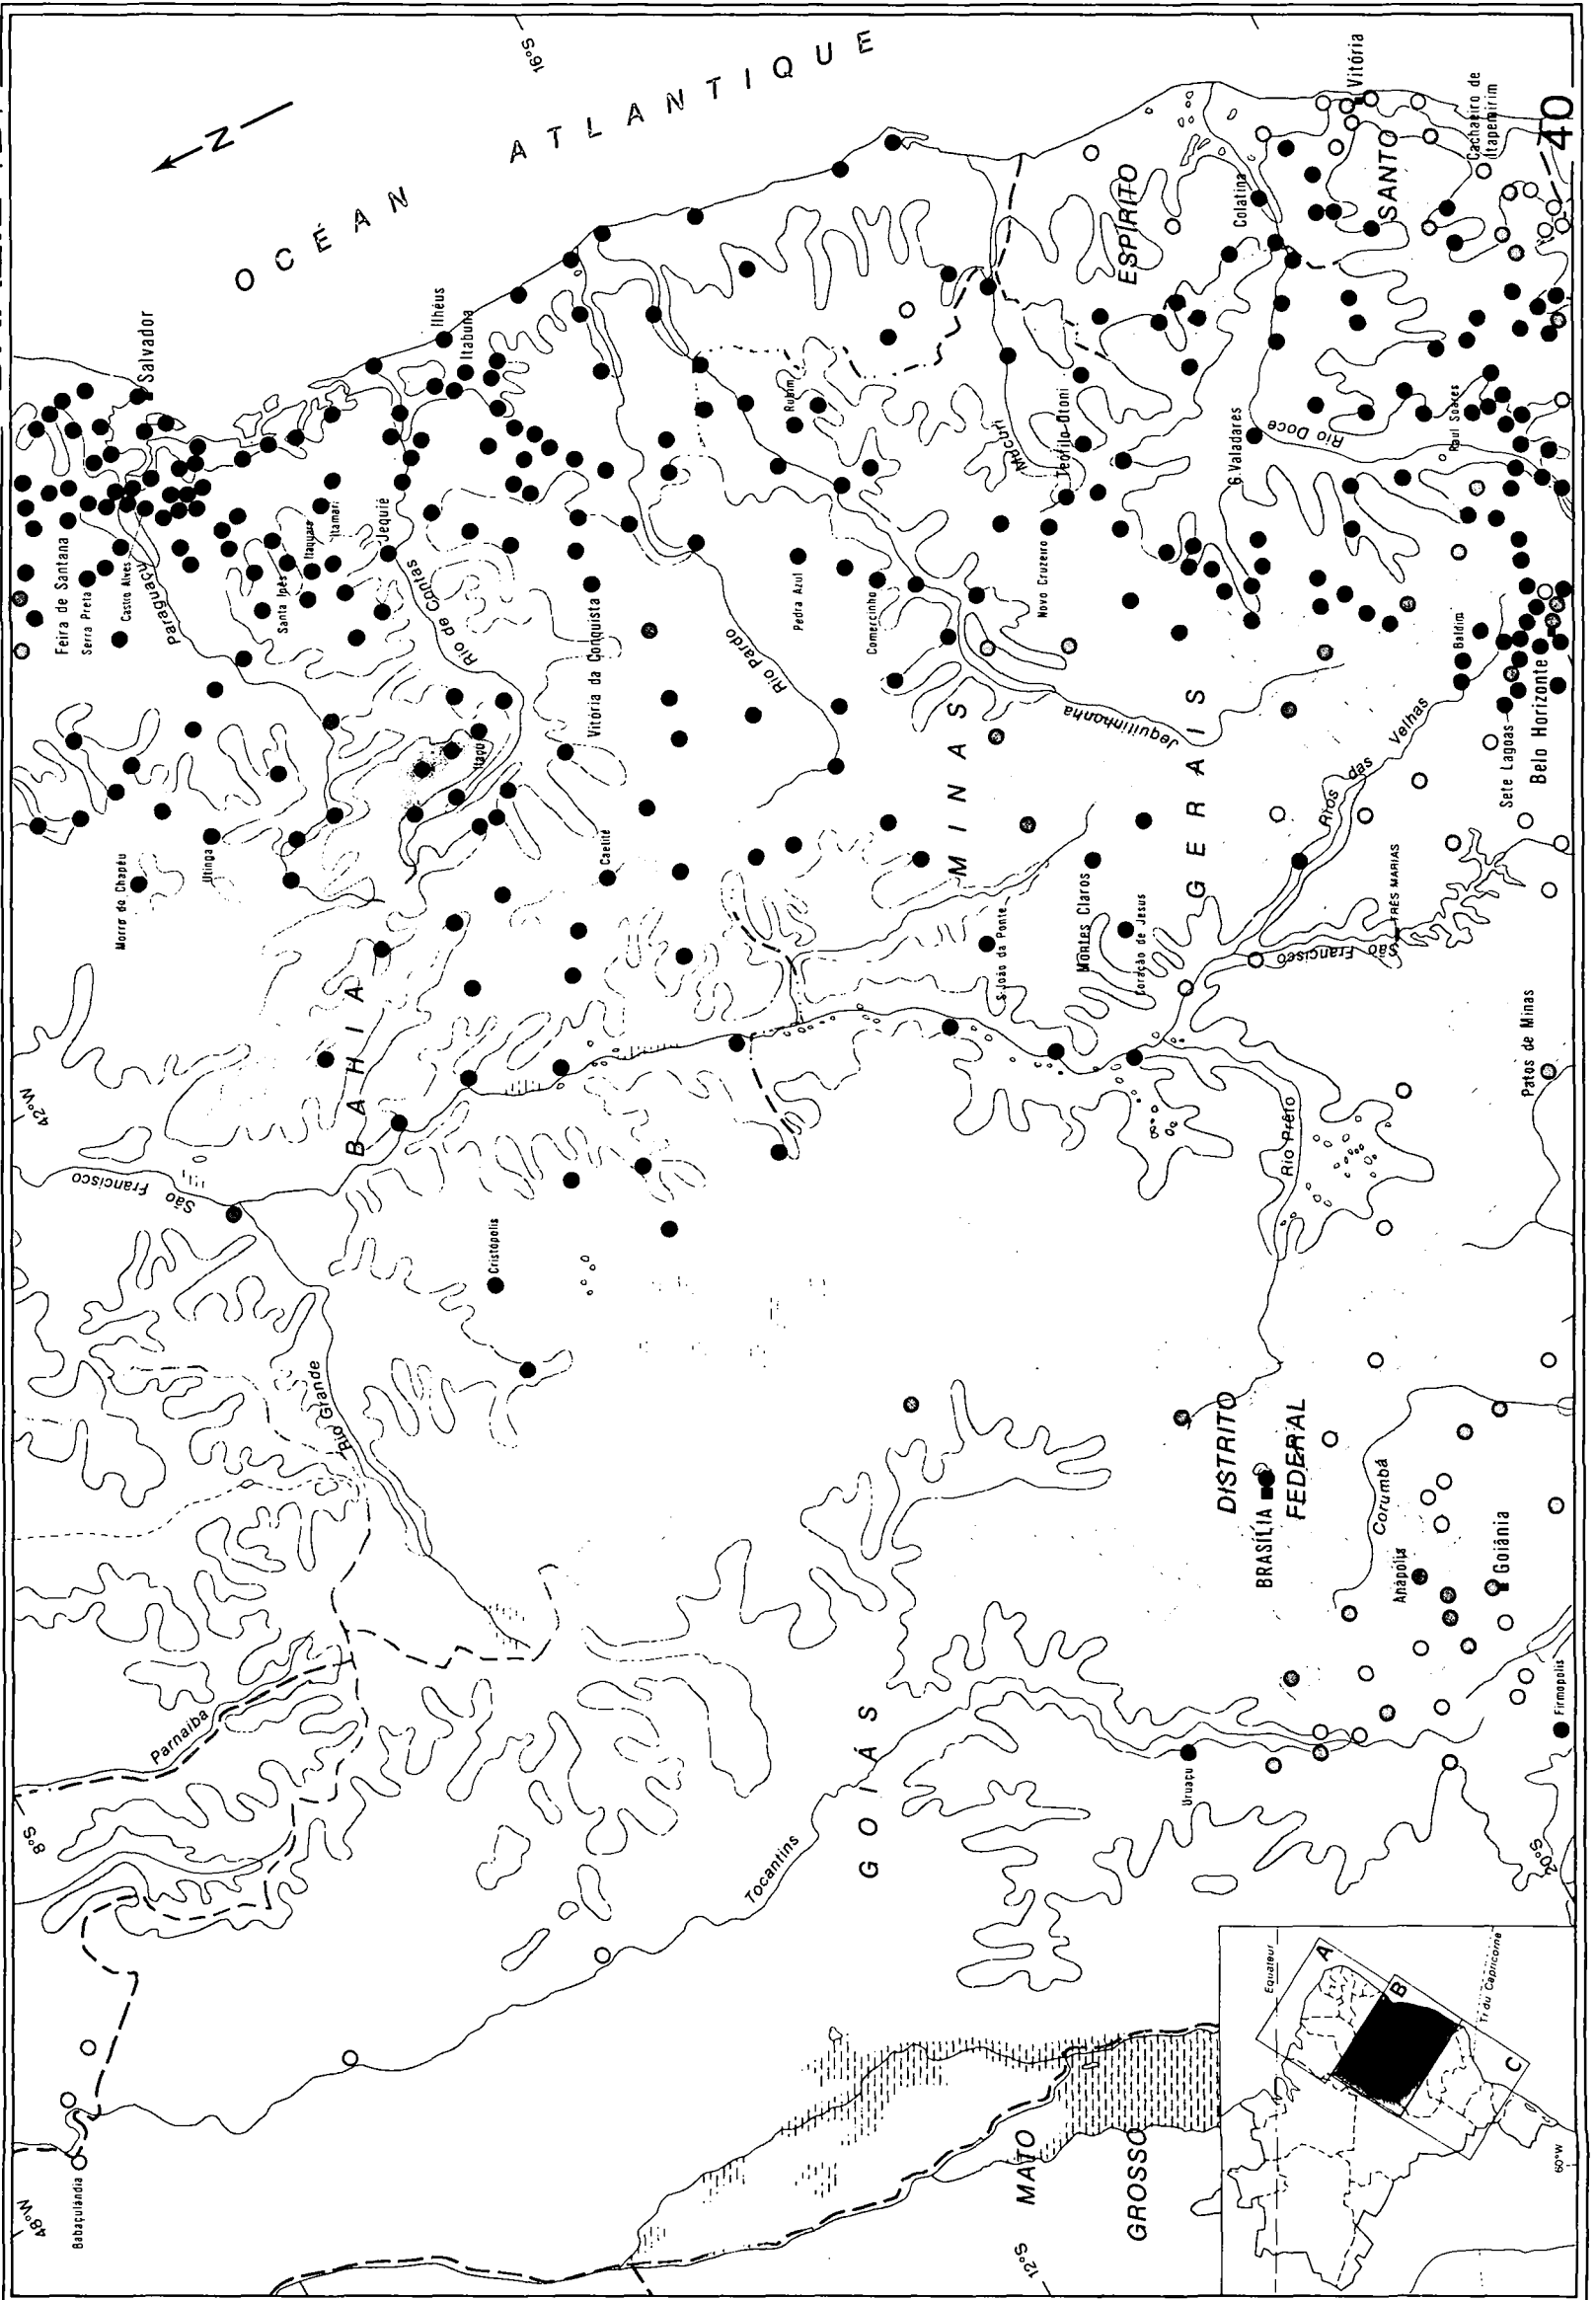 16°S
OCÉAN ATLANTIQUE
N
Salvador
Ilhéus
Itabuna
Vitória
Cachoeiro de
Itapemirim
40
ESPÍRITO
SANTO
Colatina
Rubim
Mucuri
Teófilo Otoni
G.Valadares
Rio Doce
Raul Soares
Feira de Santana
Serra Preta
Castro Alves
Paraguaçu
Santa Inês
Itaquara
Itamari
Jequié
Rio de Contas
Vitória da Conquista
Rio Pardo
Pedra Azul
Comercinho
Novo Cruzeiro
Baldim
Jequitinhonha
Rios das Velhas
Sete Lagoas
Belo Horizonte
MINAS
GERAIS
Morro do Chapéu
Utinga
Caetité
S.João da Ponte
Montes Claros
Coração de Jesus
São Francisco
TRÊS MARIAS
Patos de Minas
42°W
BAHIA
São Francisco
Cristópolis
Rio Prêto
Rio Grande
DISTRITO
FEDERAL
BRASÍLIA
Corumbá
Anápolis
Goiânia
Parnaíba
8°S
GOIÁS
Tocantins
Uruaçu
Firmopolis
20°S
48°W
Babaçulândia
MATO
GROSSO
12°S
Equateur
A
B
C
Tr du Capricorne
60°W